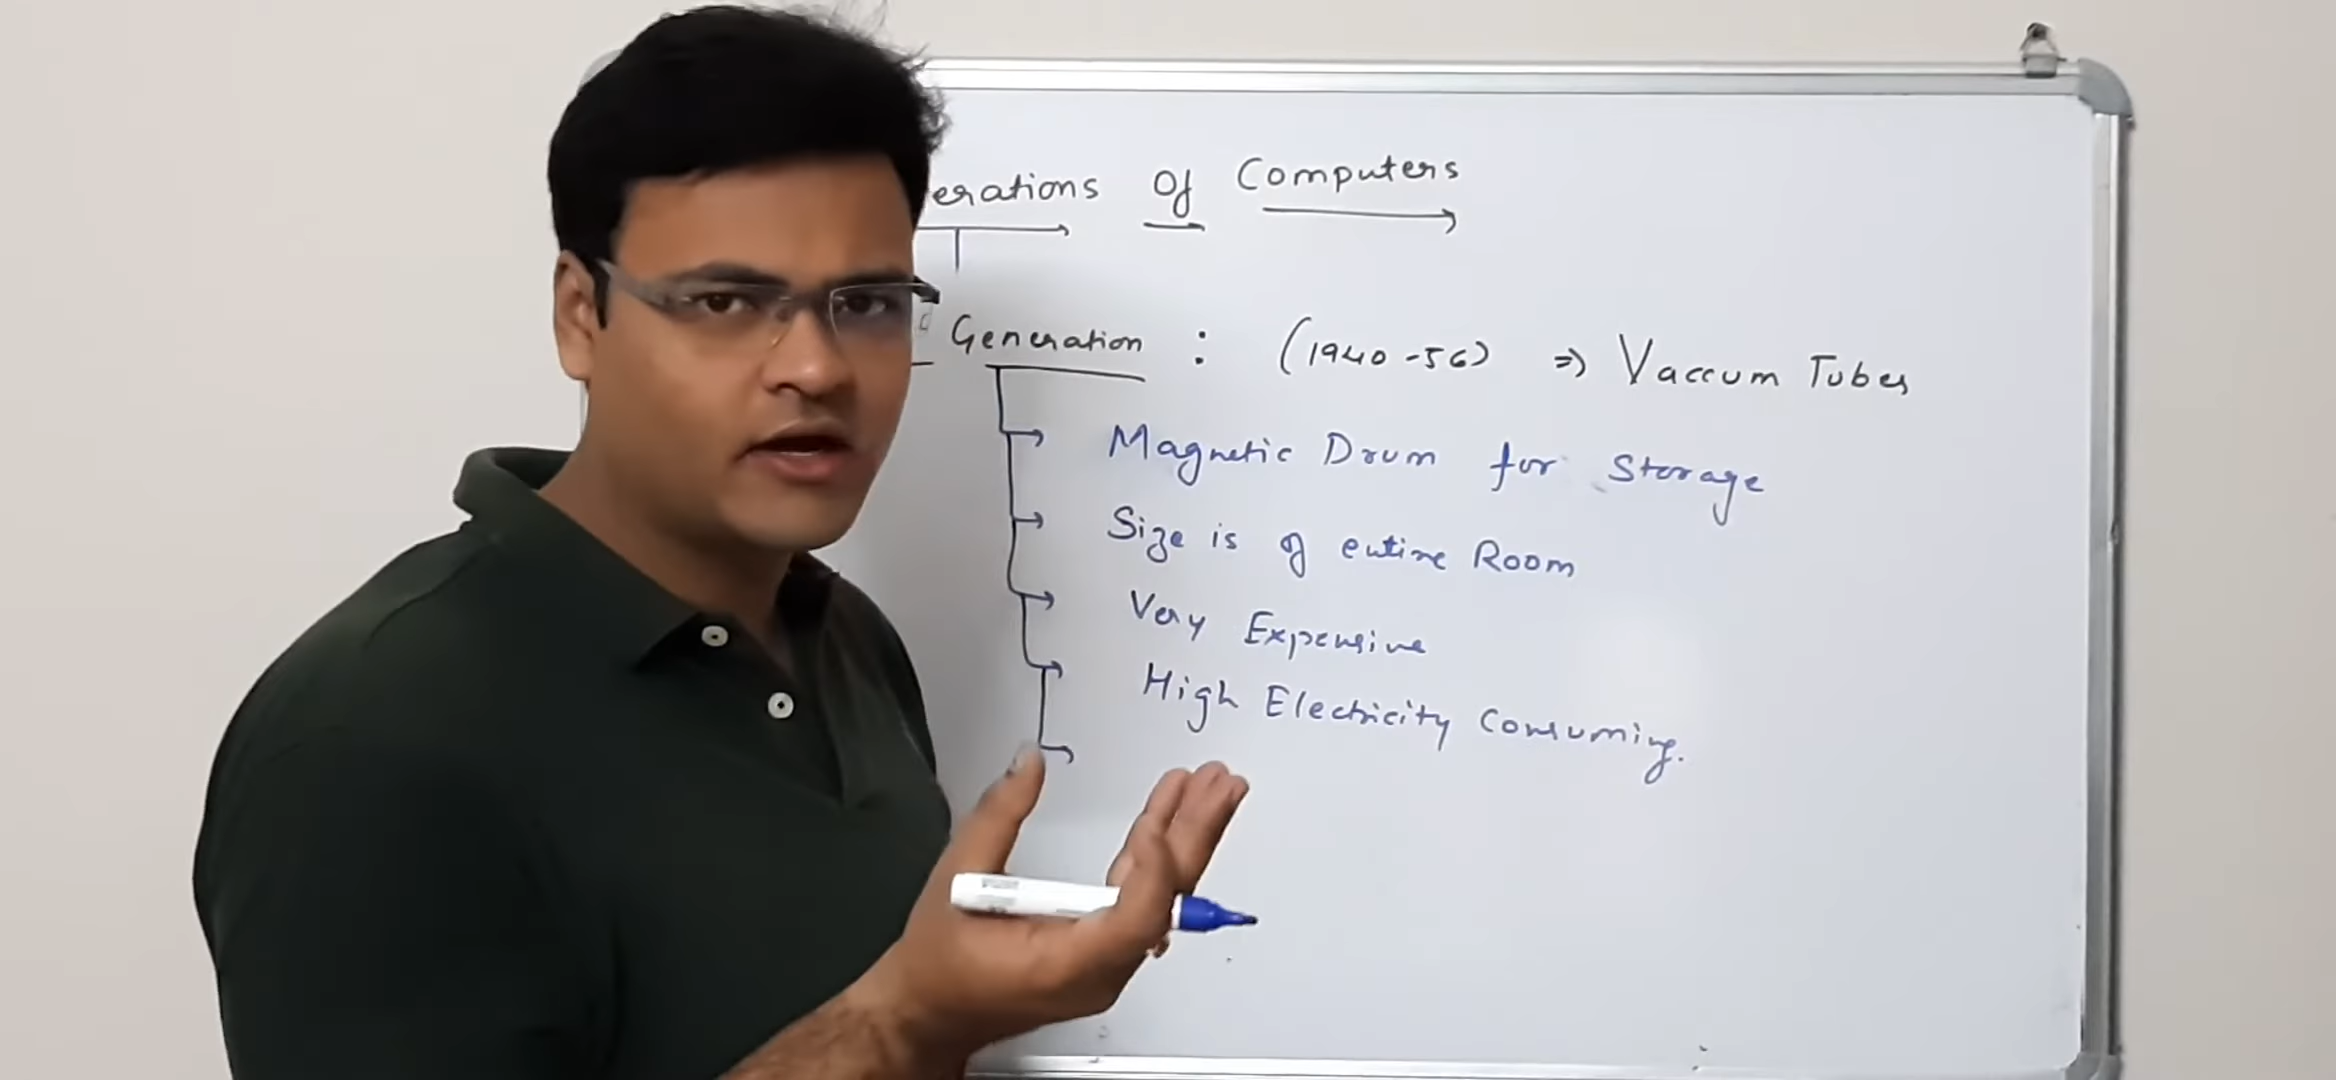 erations Of Computers
Generation : (1940-56) => Vaccum Tubes
Magnetic Drum for Storage
Size is of entire Room
Very Expensive
High Electricity Consuming.